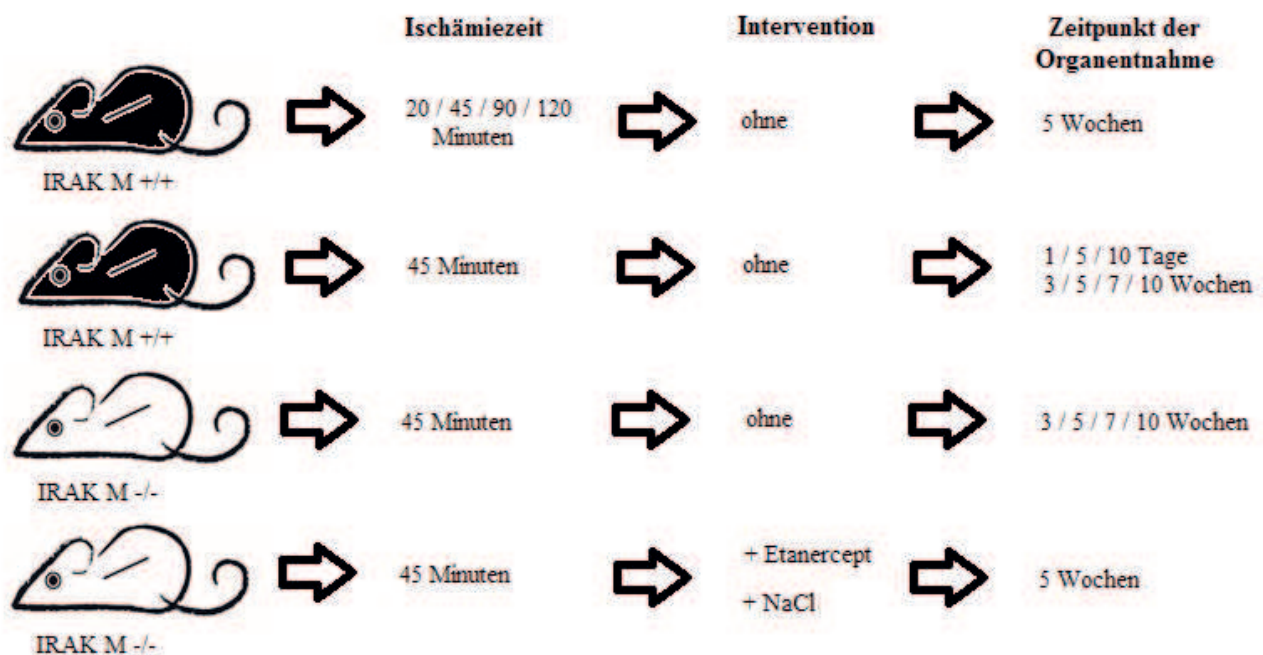 Ischämiezeit Intervention Zeitpunkt der
Organentnahme
20 / 45 / 90 / 120
Minuten
ohne
5 Wochen
IRAK M +/+
45 Minuten
ohne
1 / 5 / 10 Tage
3 / 5 / 7 / 10 Wochen
IRAK M +/+
45 Minuten
ohne
3 / 5 / 7 / 10 Wochen
IRAK M -/-
45 Minuten
+ Etanercept
+ NaCl
5 Wochen
IRAK M -/-